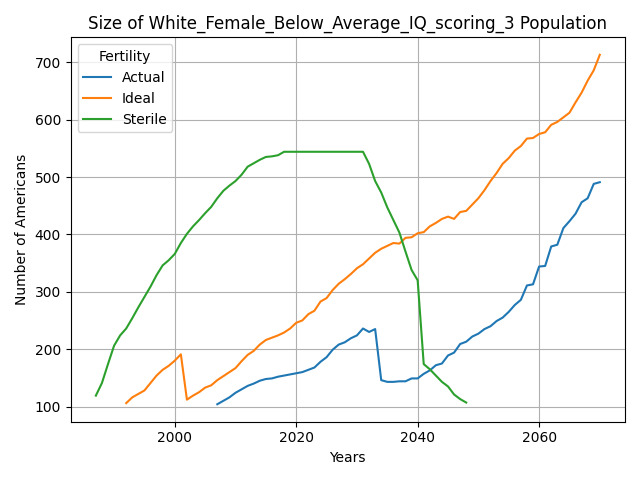 Size of White_Female_Below_Average_IQ_scoring_3 Population
Fertility
Actual
Ideal
Sterile
Number of Americans
700
600
500
400
300
200
100
2000
2020
2040
2060
Years